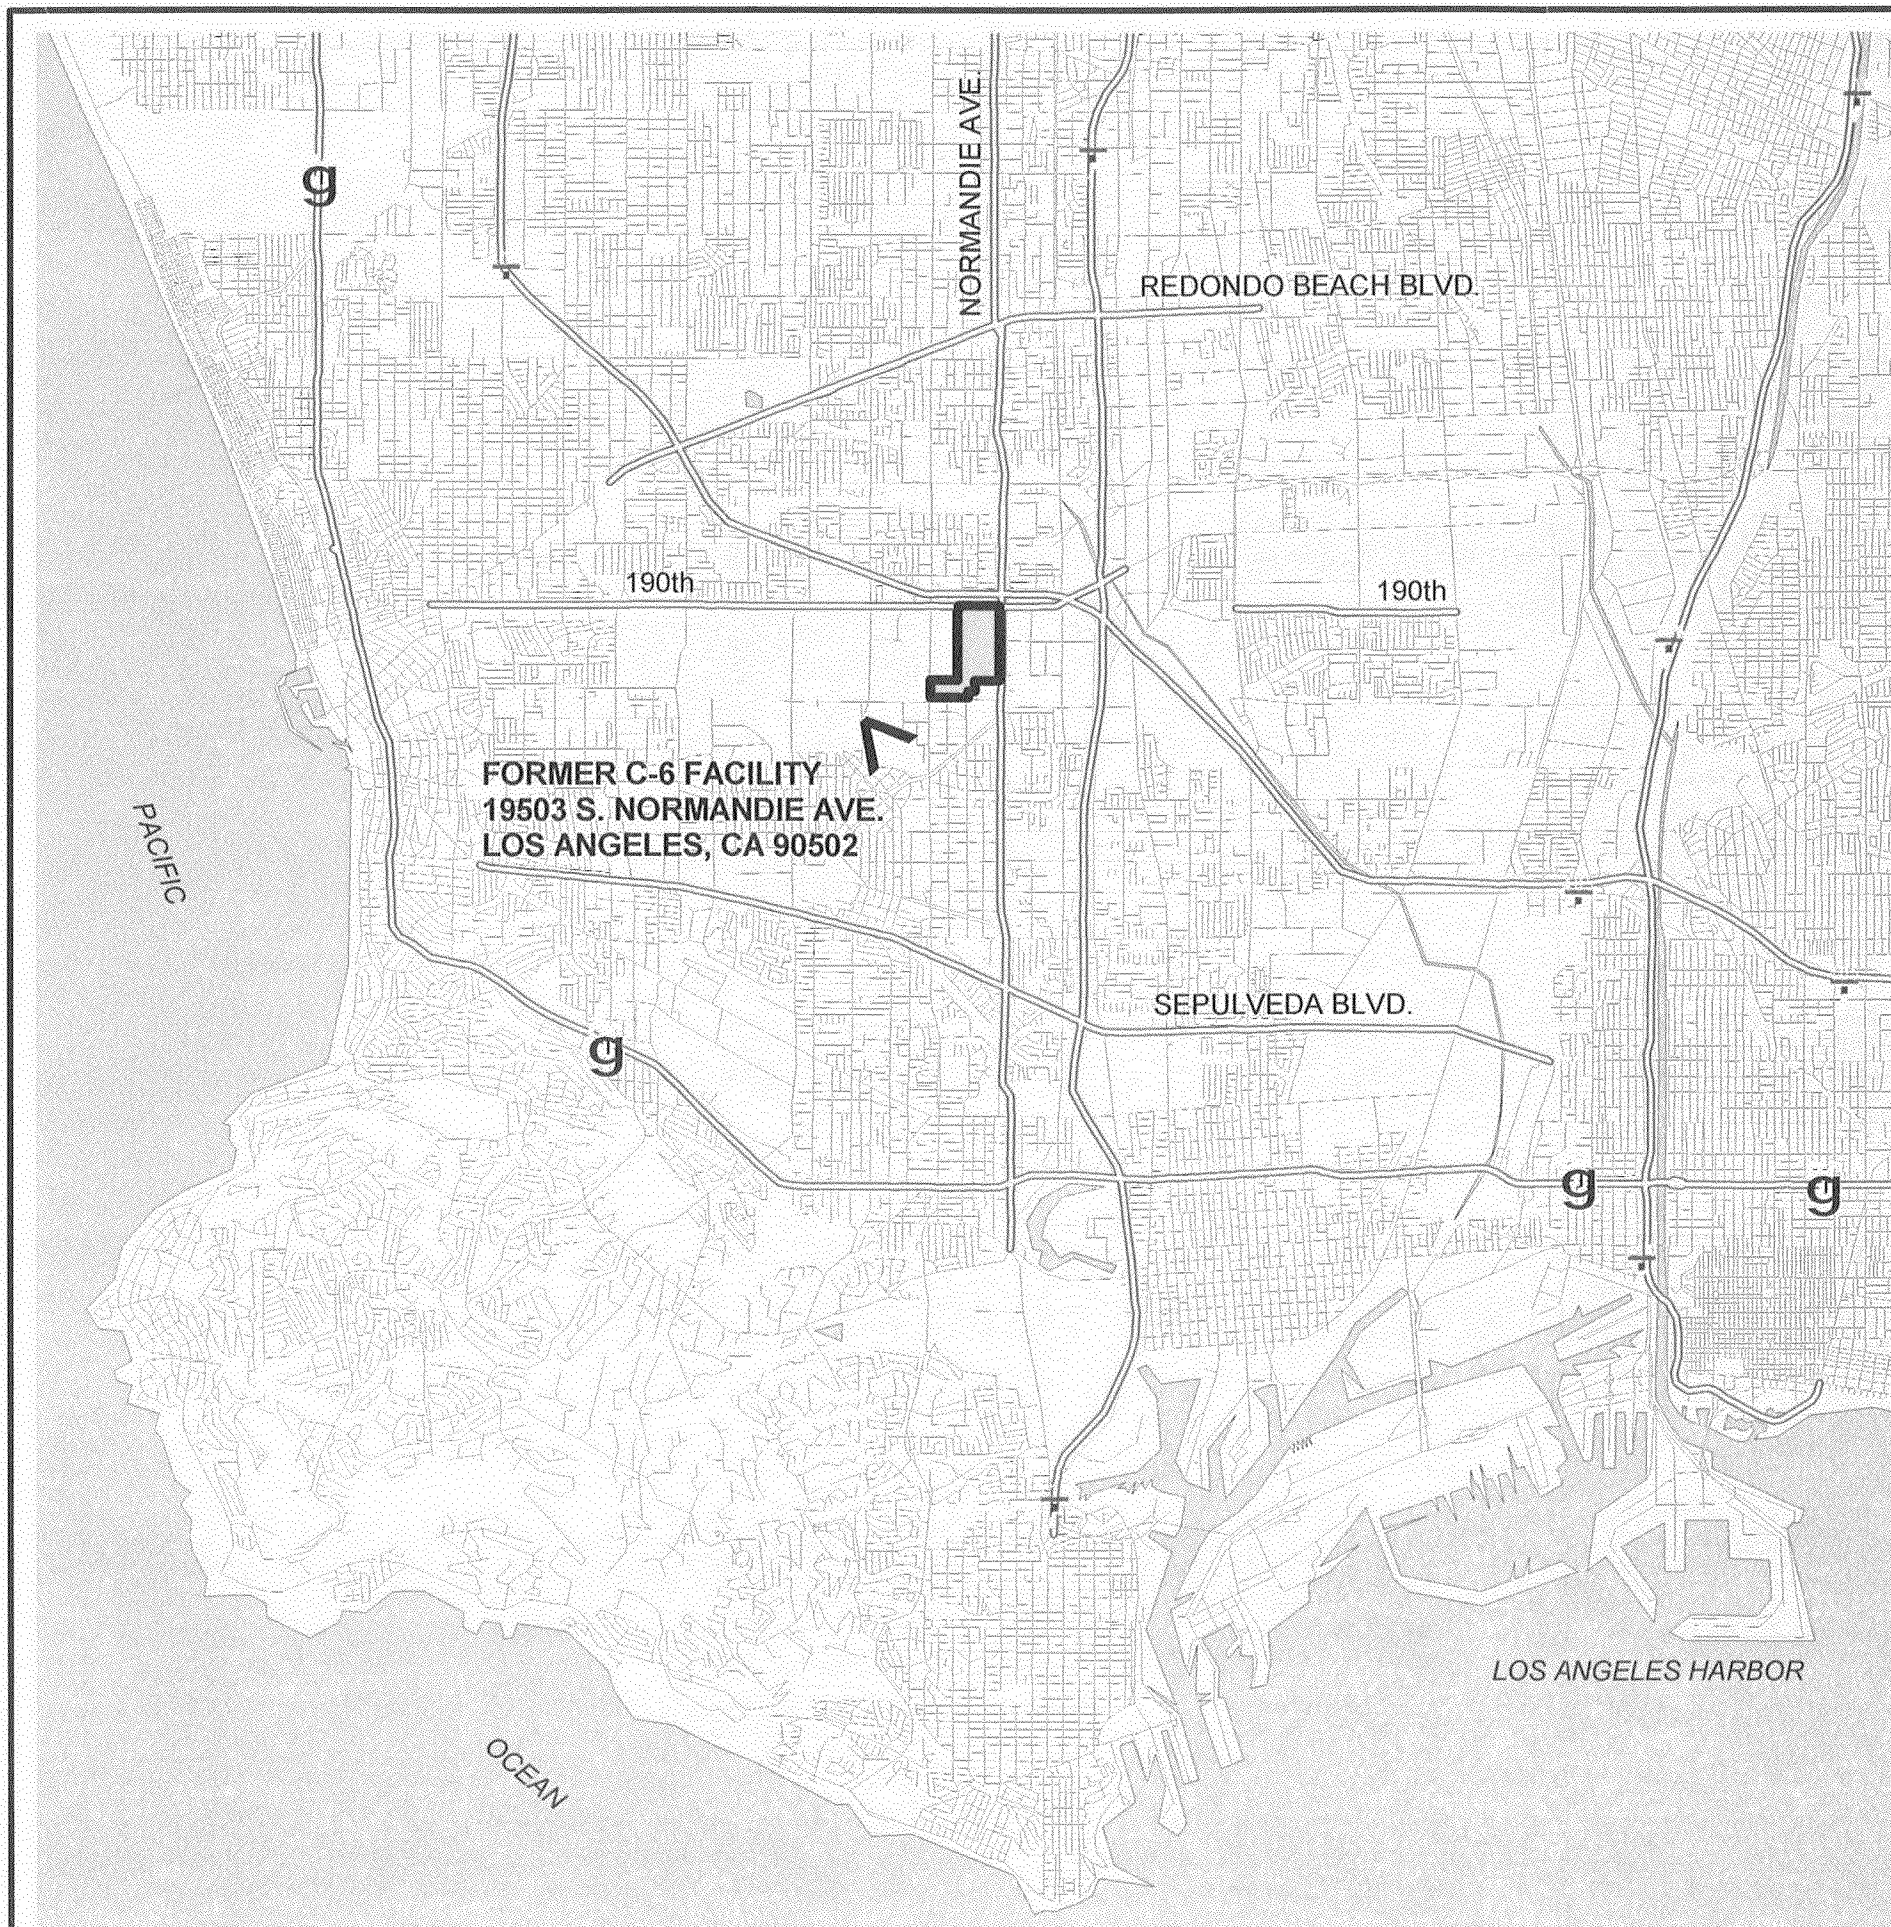 NORMANDIE AVE.
g
REDONDO BEACH BLVD.
190th
190th
FORMER C-6 FACILITY
19503 S. NORMANDIE AVE.
LOS ANGELES, CA 90502
PACIFIC
SEPULVEDA BLVD.
g
g
g
LOS ANGELES HARBOR
OCEAN